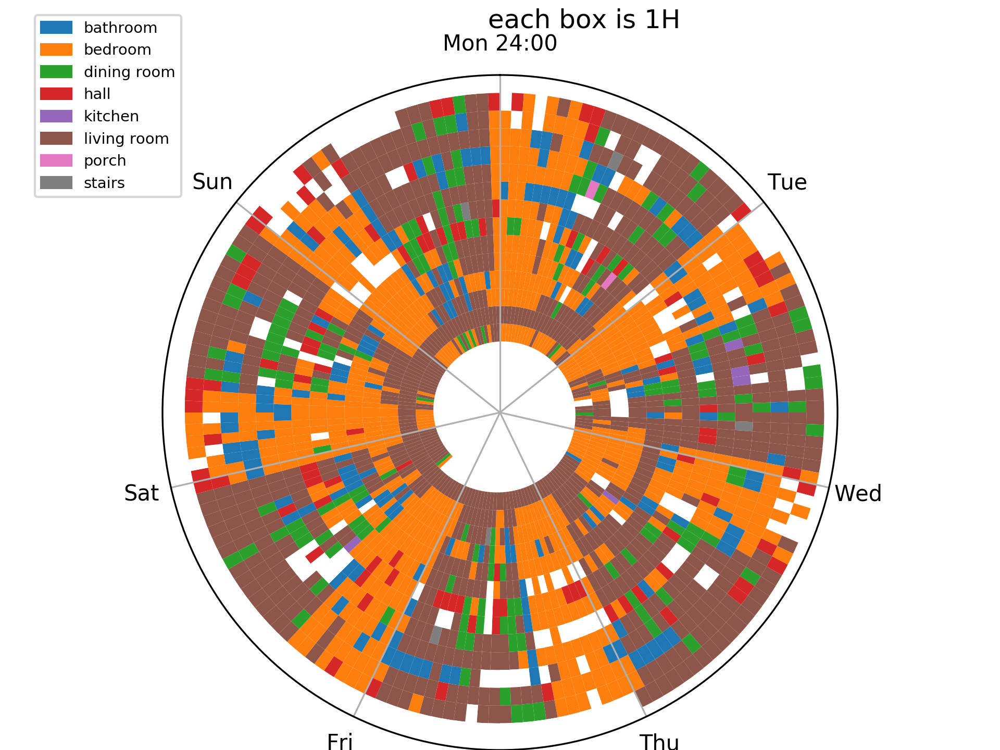 each box is 1H
Mon 24:00
bathroom
bedroom
dining room
hall
kitchen
living room
porch
stairs
Sun
Tue
Sat
Wed
Fri
Thu